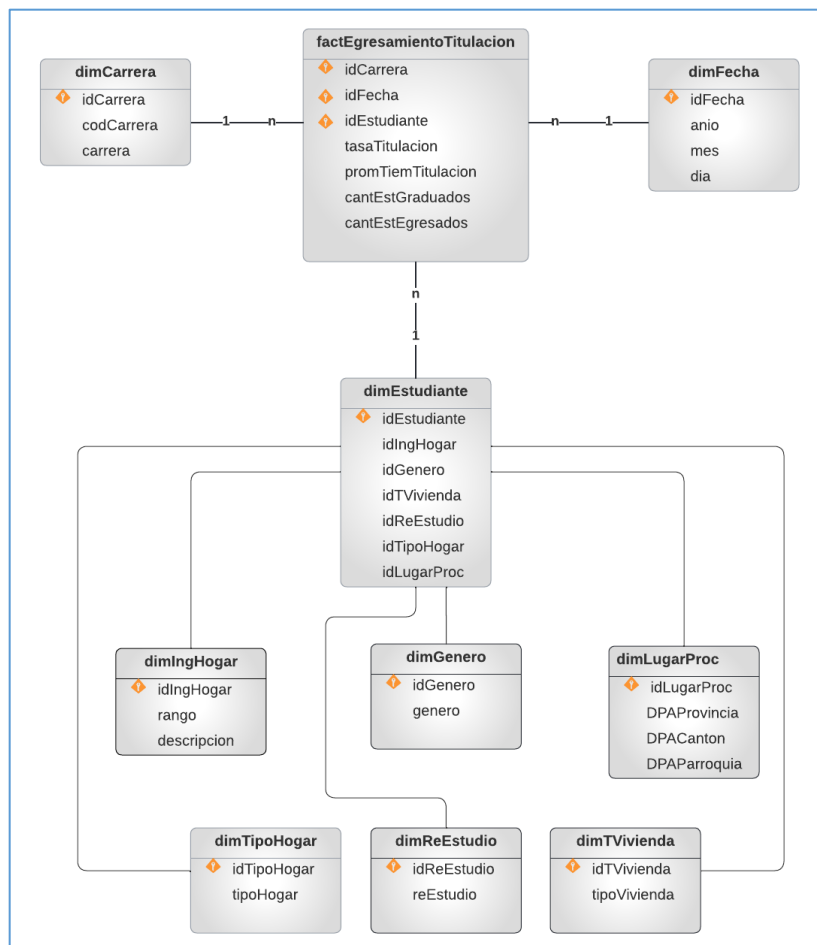 factEgresamientoTitulacion
idCarrera
idFecha
idEstudiante
tasaTitulacion
promTiemTitulacion
cantEstGraduados
cantEstEgresados
dimCarrera
idCarrera
codCarrera
carrera
1
n
dimFecha
idFecha
anio
mes
dia
n
1
n
1
dimEstudiante
idEstudiante
idIngHogar
idGenero
idTVivienda
idReEstudio
idTipoHogar
idLugarProc
dimIngHogar
idIngHogar
rango
descripcion
dimGenero
idGenero
genero
dimLugarProc
idLugarProc
DPAProvincia
DPACanton
DPAParroquia
dimTipoHogar
idTipoHogar
tipoHogar
dimReEstudio
idReEstudio
reEstudio
dimTVivienda
idTVivienda
tipoVivienda